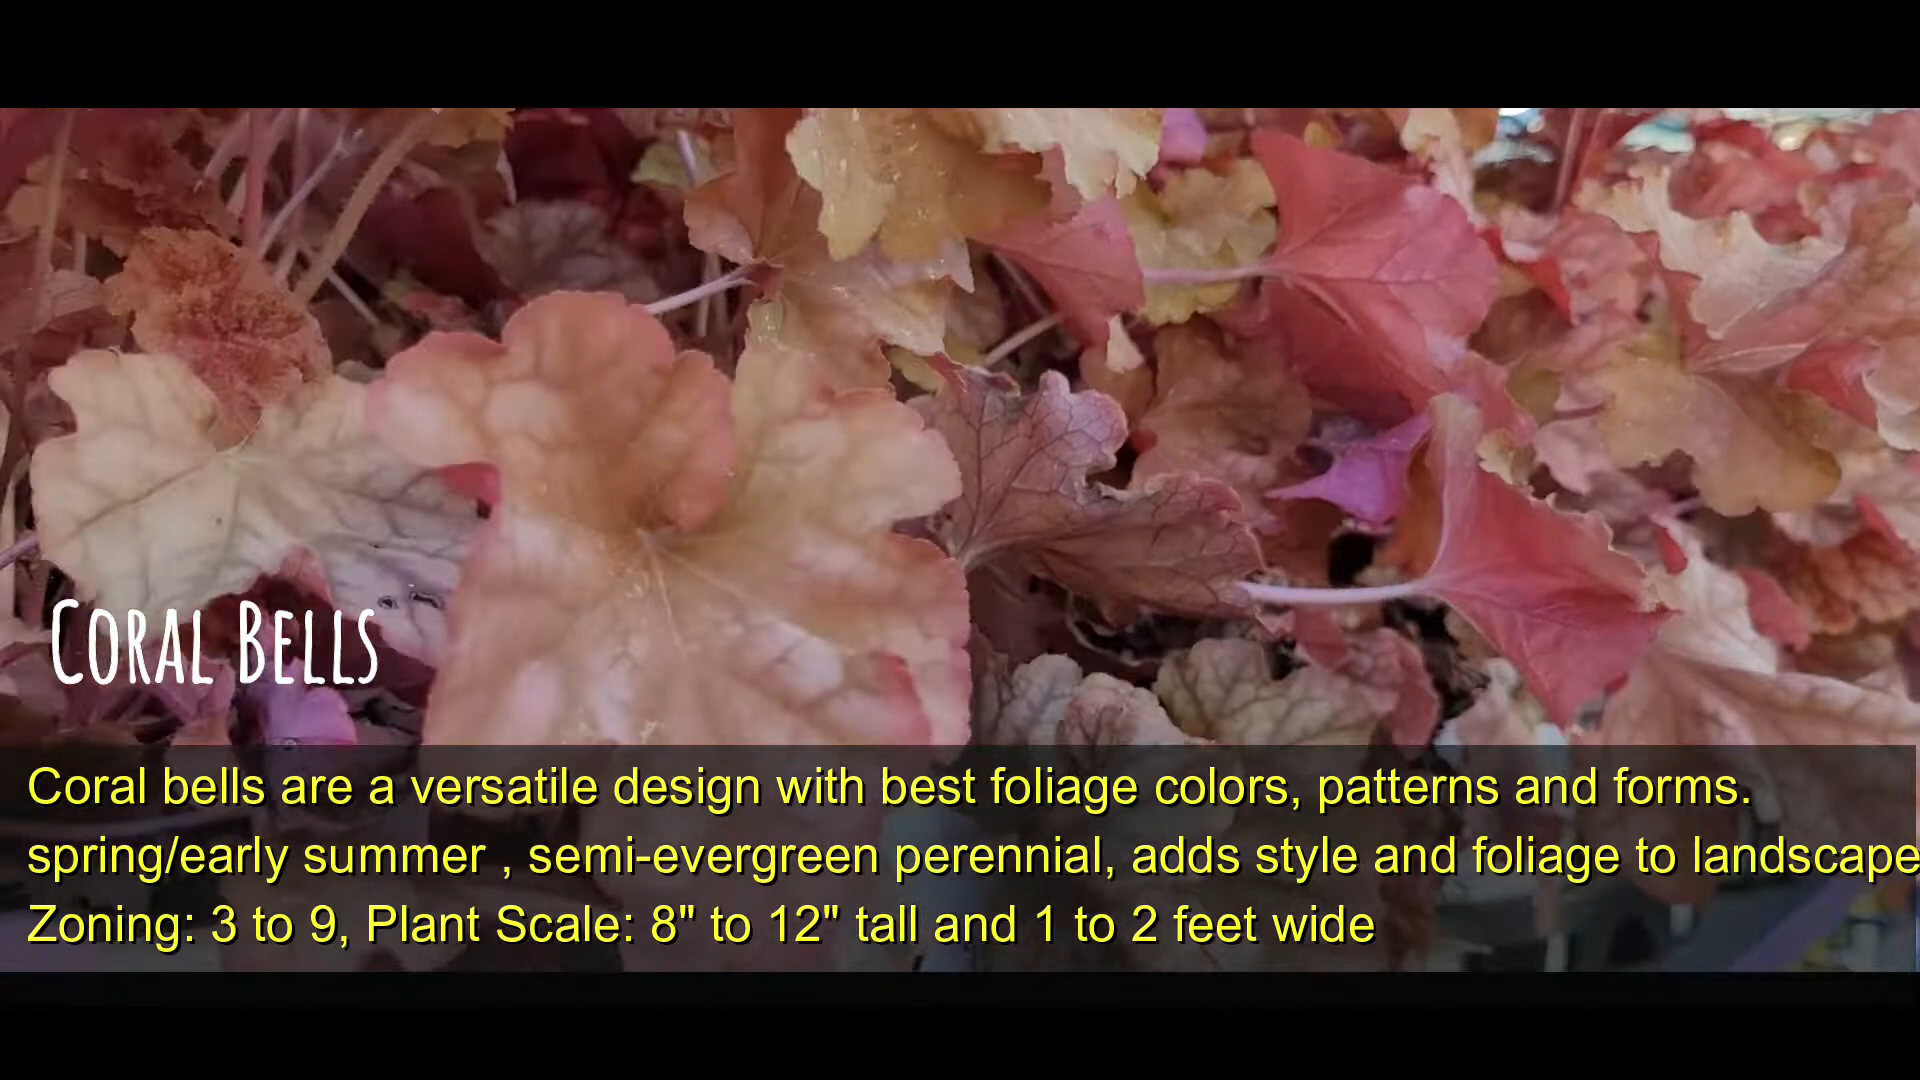 Coral Bells
Coral bells are a versatile design with best foliage colors, patterns and forms.
spring/early summer , semi-evergreen perennial, adds style and foliage to landscape
Zoning: 3 to 9, Plant Scale: 8" to 12" tall and 1 to 2 feet wide